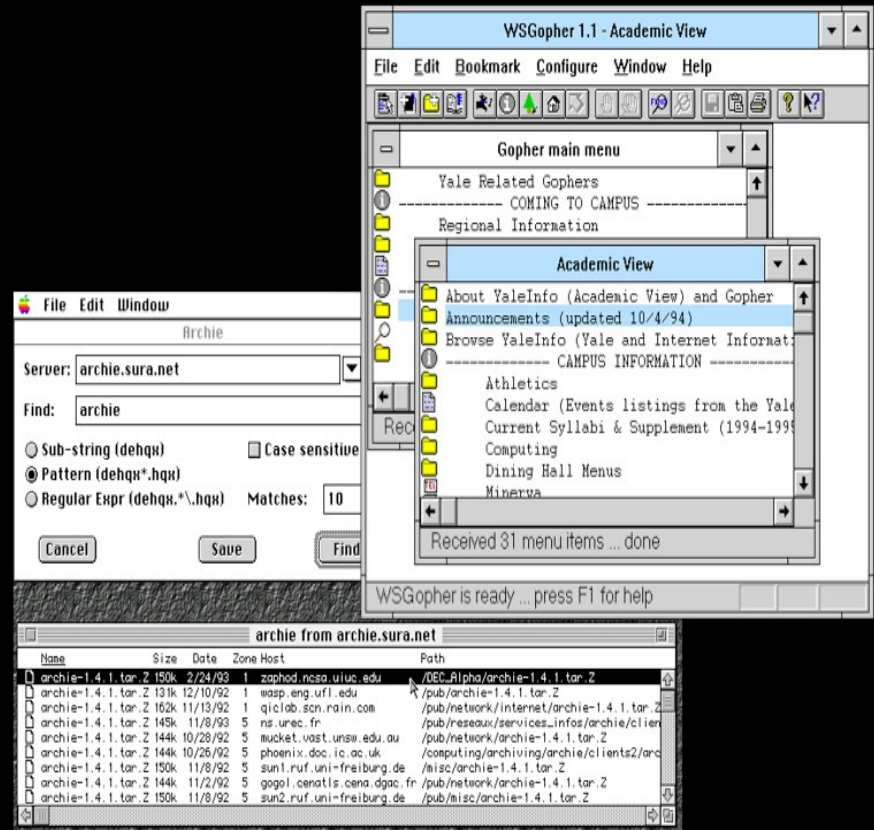 WSGopher 1.1 - Academic View
File Edit Bookmark Configure Window Help
Gopher main menu
Yale Related Gophers
------------- COMING TO CAMPUS -------------
Regional Information
Academic View
About YaleInfo (Academic View) and Gopher
Announcements (updated 10/4/94)
Browse YaleInfo (Yale and Internet Informat
------------- CAMPUS INFORMATION ----------
Athletics
Calendar (Events listings from the Yale
Current Syllabi & Supplement (1994-1995
Computing
Dining Hall Menus
Minerva
Rec
Received 31 menu items ... done
WSGopher is ready ... press F1 for help
File Edit Window
Archie
Server: archie.sura.net
Find: archie
Sub-string (dehqx) Case sensitive
Pattern (dehqx*.hqx)
Regular Expr (dehqx.*\.hqx) Matches: 10
Cancel Save Find
archie from archie.sura.net
Name Size Date Zone Host Path
archie-1.4.1.tar.Z 150k 2/24/93 1 zaphod.ncsa.uiuc.edu /DEC_Alpha/archie-1.4.1.tar.Z
archie-1.4.1.tar.Z 131k 12/10/92 1 wasp.eng.ufl.edu /pub/archie-1.4.1.tar.Z
archie-1.4.1.tar.Z 162k 11/13/92 1 qiclab.scn.rain.com /pub/network/internet/archie-1.4.1.tar.Z
archie-1.4.1.tar.Z 145k 11/8/93 5 ns.urec.fr /pub/reseaux/services_infos/archie/clien
archie-1.4.1.tar.Z 144k 10/28/92 5 mucket.vast.unsw.edu.au /pub/network/archie-1.4.1.tar.Z
archie-1.4.1.tar.Z 144k 10/26/92 5 phoenix.doc.ic.ac.uk /computing/archiving/archie/clients2/arc
archie-1.4.1.tar.Z 150k 11/8/92 5 sun1.ruf.uni-freiburg.de /misc/archie-1.4.1.tar.Z
archie-1.4.1.tar.Z 144k 11/2/92 5 gogol.cenatls.cena.dgac.fr /pub/network/archie-1.4.1.tar.Z
archie-1.4.1.tar.Z 150k 11/8/92 5 sun2.ruf.uni-freiburg.de /pub/misc/archie-1.4.1.tar.Z